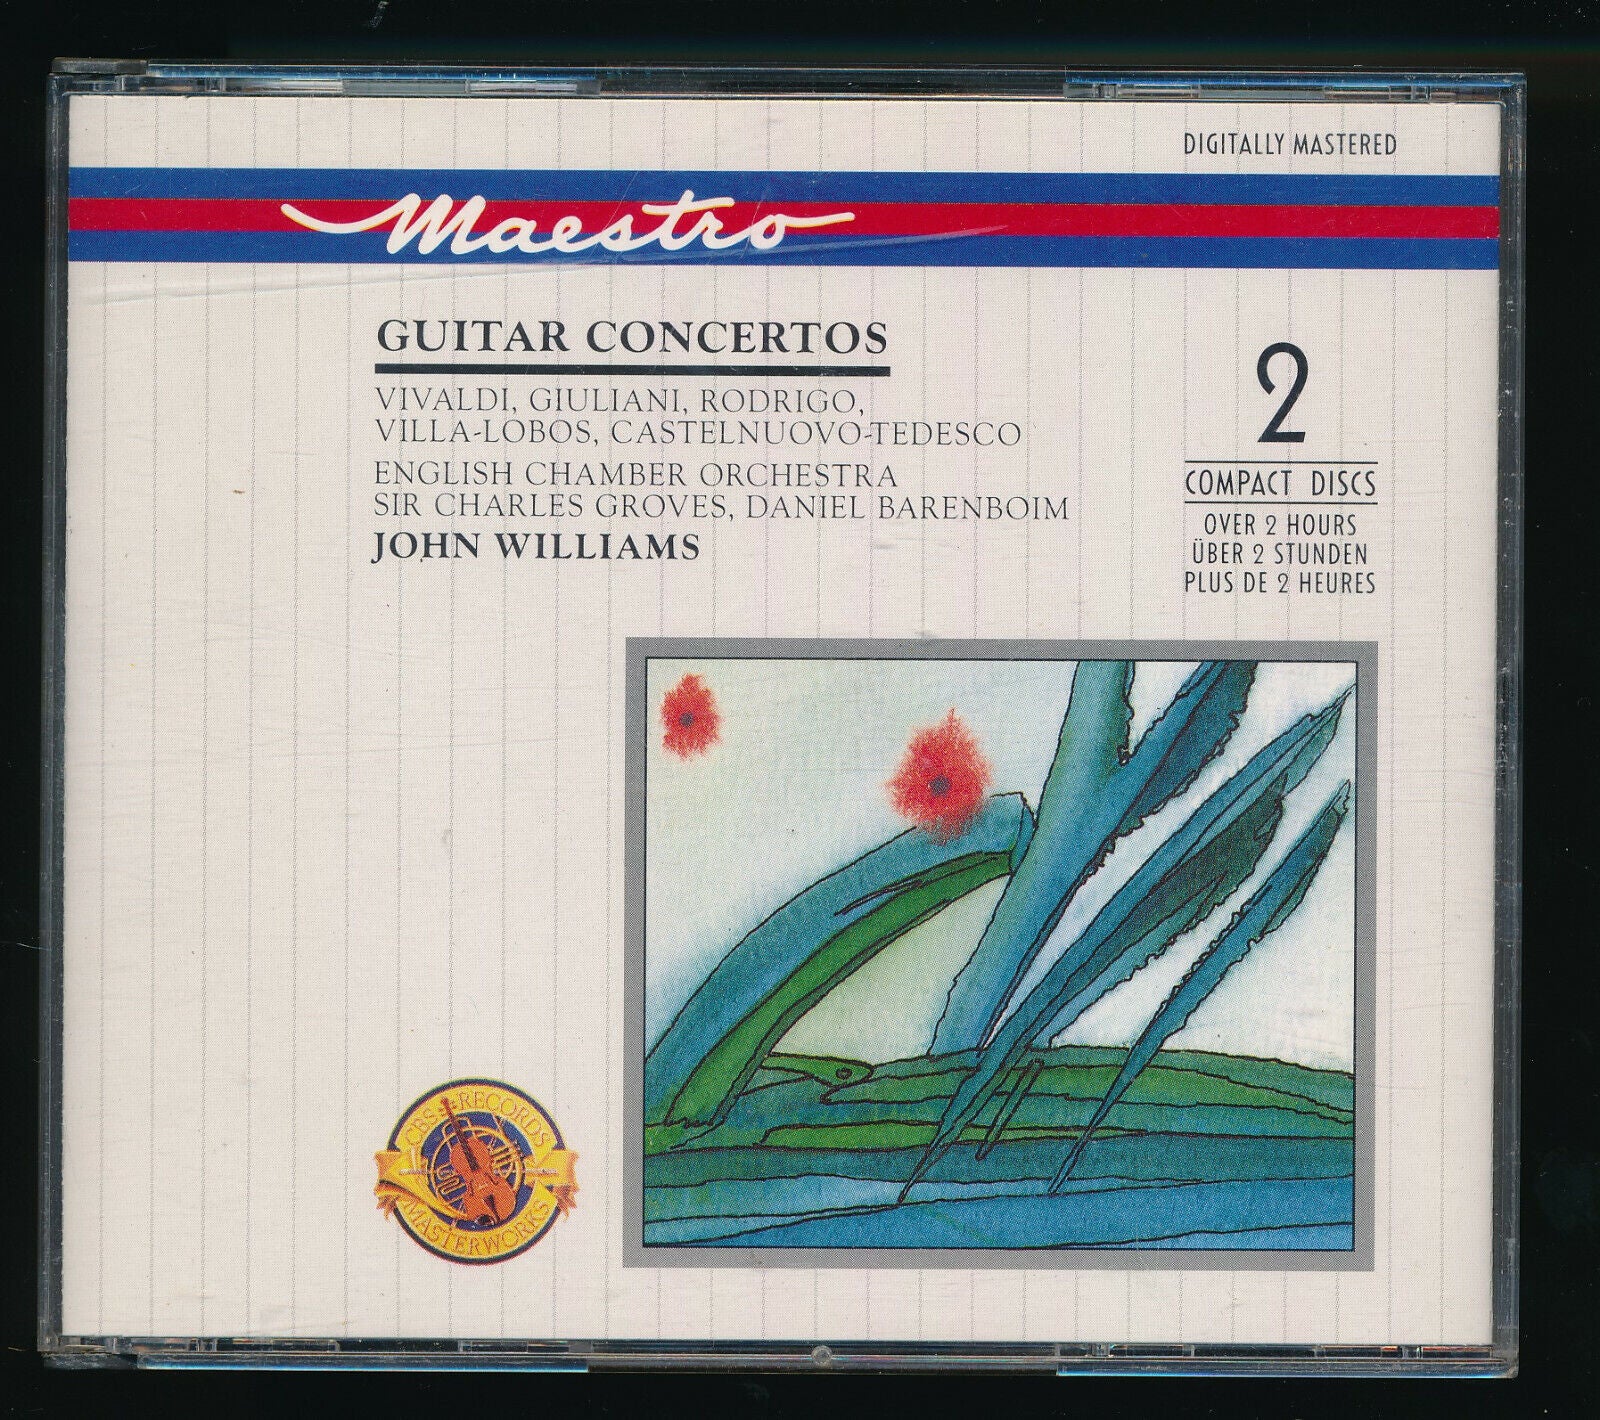 DIGITALLY MASTERED
Maestro
GUITAR CONCERTOS
VIVALDI, GIULIANI, RODRIGO,
VILLA-LOBOS, CASTELNUOVO-TEDESCO
ENGLISH CHAMBER ORCHESTRA
SIR CHARLES GROVES, DANIEL BARENBOIM
JOHN WILLIAMS
2
COMPACT DISCS
OVER 2 HOURS
ÜBER 2 STUNDEN
PLUS DE 2 HEURES
CBS RECORDS
MASTERWORKS